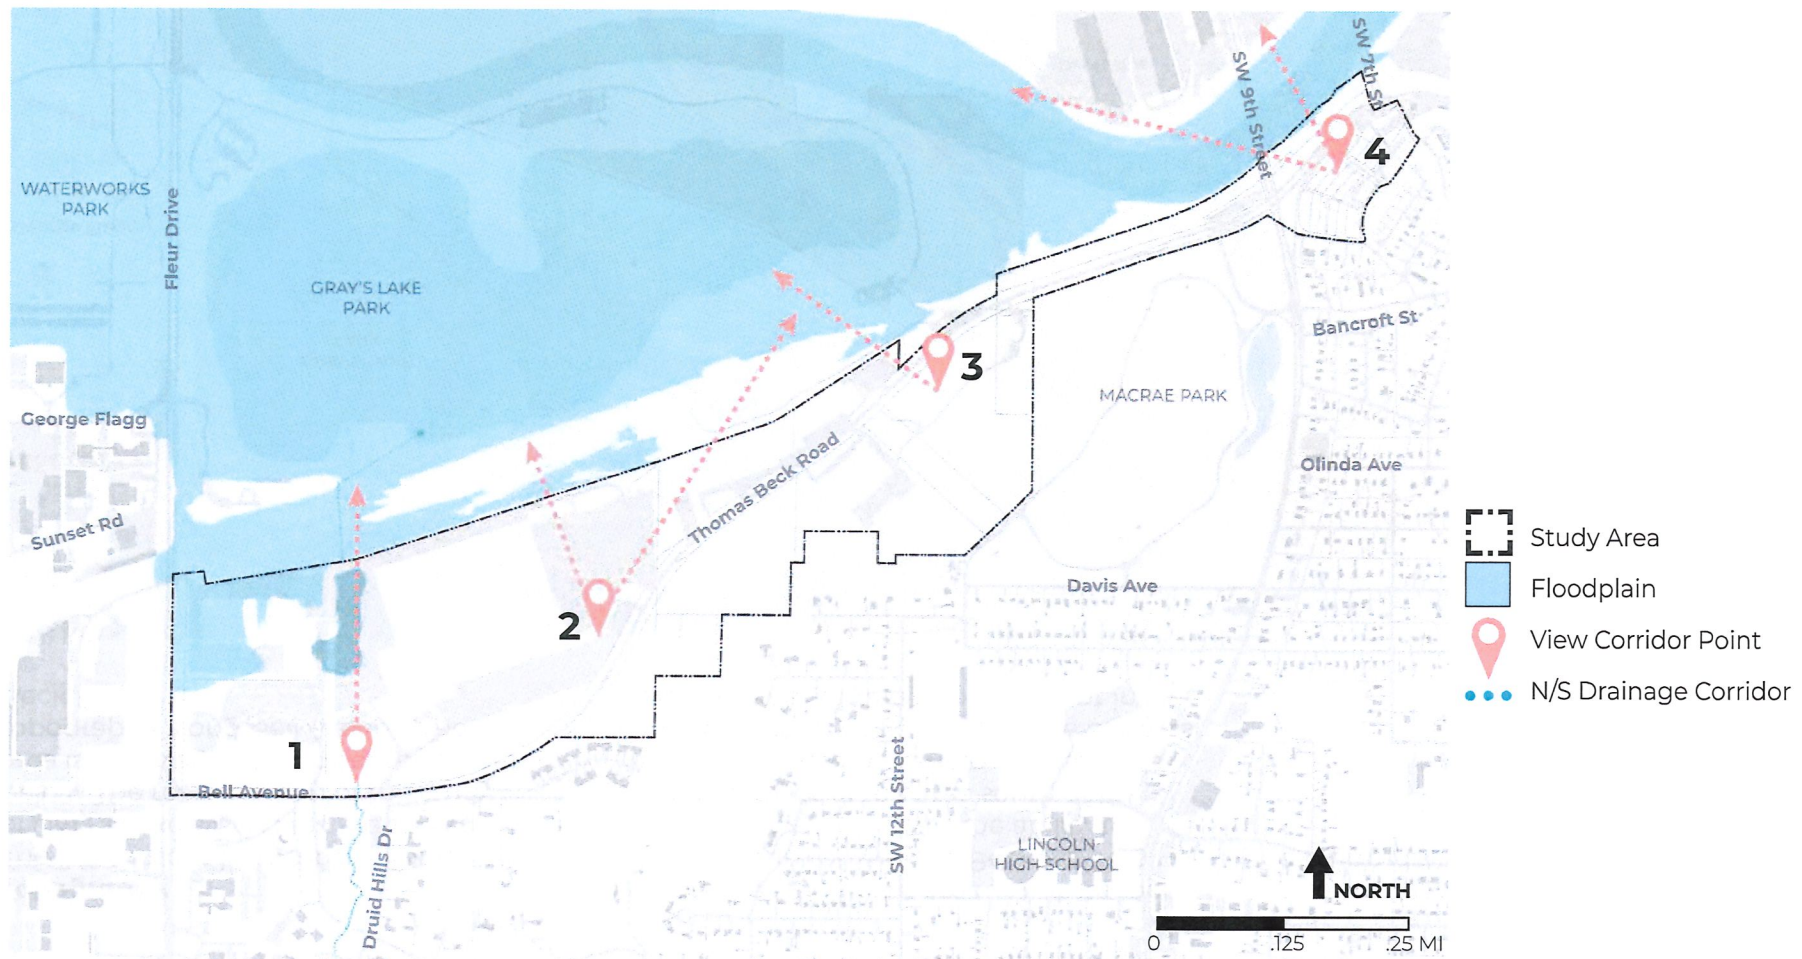 SW 7th St
SW 9th Street
4
WATERWORKS
PARK
Fleur Drive
GRAY'S LAKE
PARK
Bancroft St
3
MACRAE PARK
George Flagg
Thomas Beck Road
Olinda Ave
Sunset Rd
Davis Ave
2
1
Bell Avenue
SW 12th Street
Druid Hills Dr
LINCOLN
HIGH SCHOOL
NORTH
0 .125 .25 MI
Study Area
Floodplain
View Corridor Point
N/S Drainage Corridor